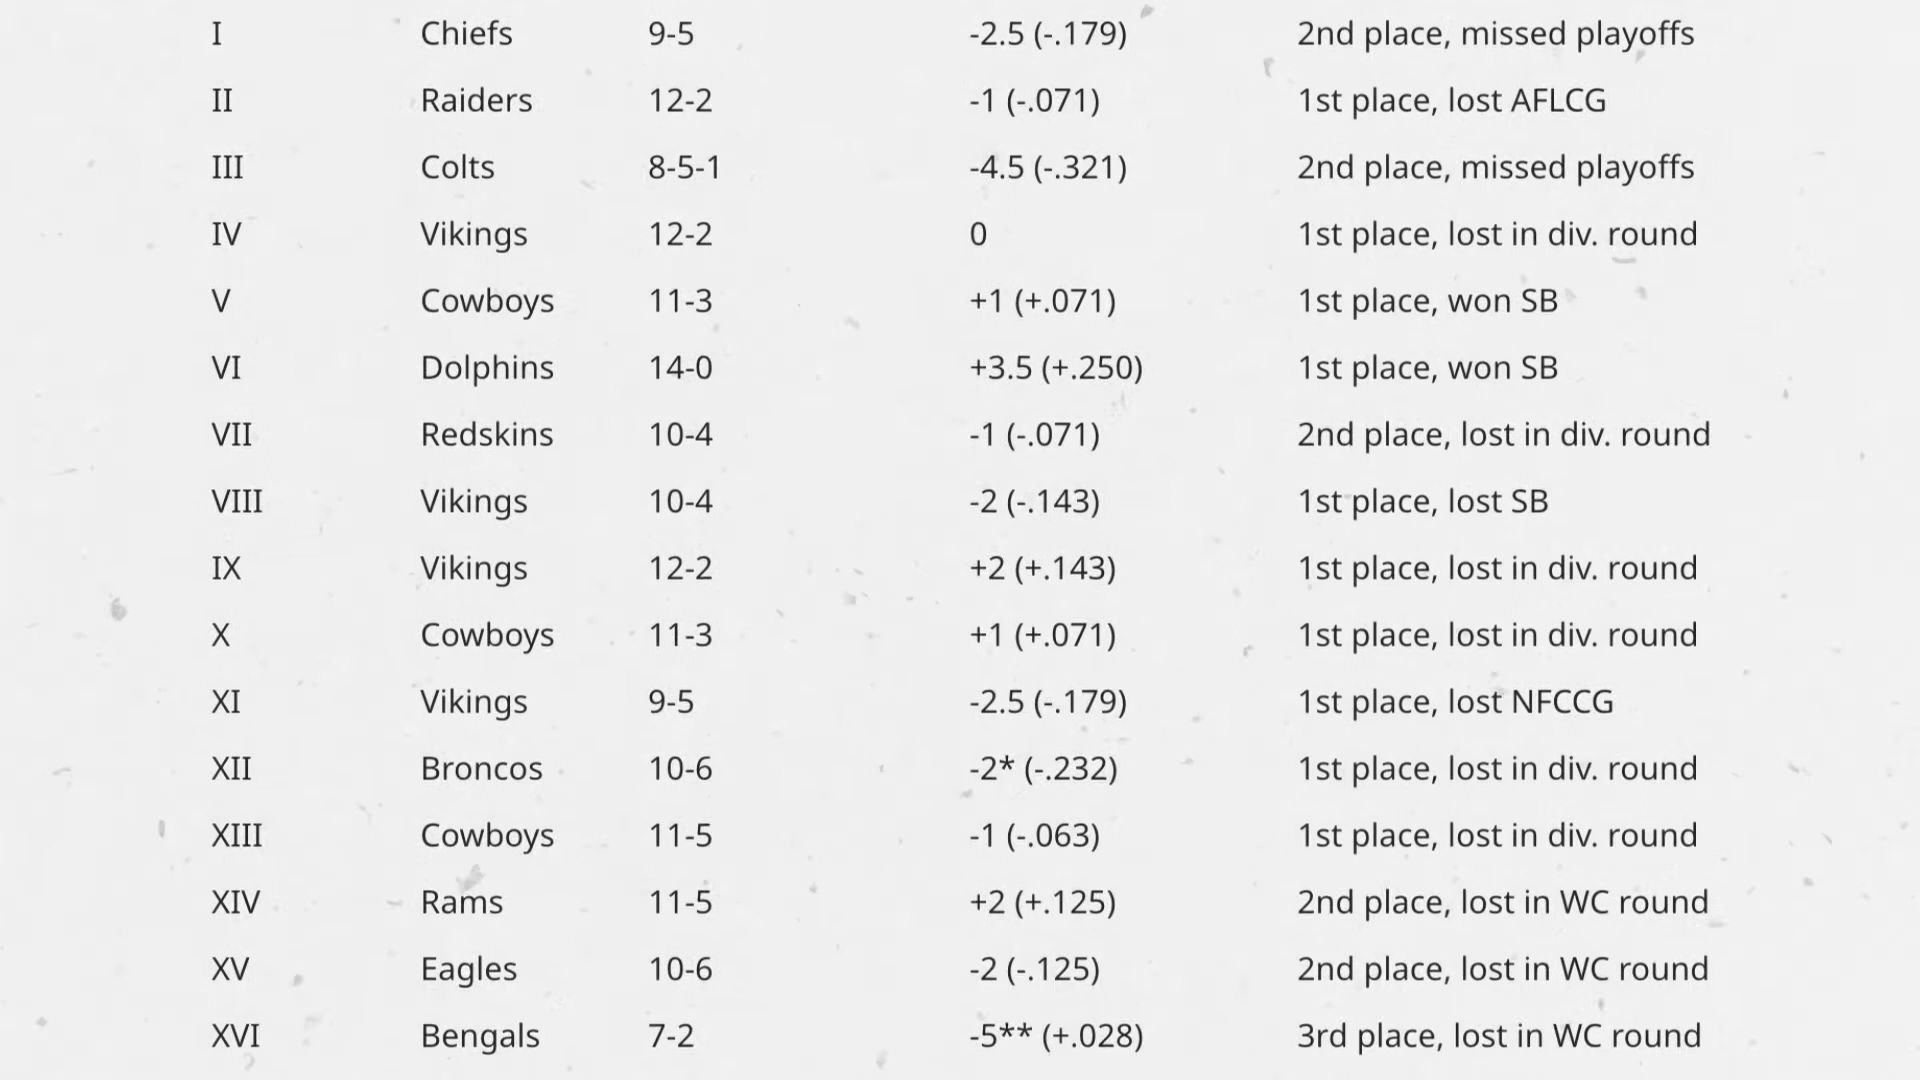 I Chiefs 9-5 -2.5 (-.179) 2nd place, missed playoffs
II Raiders 12-2 -1 (-.071) 1st place, lost AFLCG
III Colts 8-5-1 -4.5 (-.321) 2nd place, missed playoffs
IV Vikings 12-2 0 1st place, lost in div. round
V Cowboys 11-3 +1 (+.071) 1st place, won SB
VI Dolphins 14-0 +3.5 (+.250) 1st place, won SB
VII Redskins 10-4 -1 (-.071) 2nd place, lost in div. round
VIII Vikings 10-4 -2 (-.143) 1st place, lost SB
IX Vikings 12-2 +2 (+.143) 1st place, lost in div. round
X Cowboys 11-3 +1 (+.071) 1st place, lost in div. round
XI Vikings 9-5 -2.5 (-.179) 1st place, lost NFCCG
XII Broncos 10-6 -2* (-.232) 1st place, lost in div. round
XIII Cowboys 11-5 -1 (-.063) 1st place, lost in div. round
XIV Rams 11-5 +2 (+.125) 2nd place, lost in WC round
XV Eagles 10-6 -2 (-.125) 2nd place, lost in WC round
XVI Bengals 7-2 -5** (+.028) 3rd place, lost in WC round